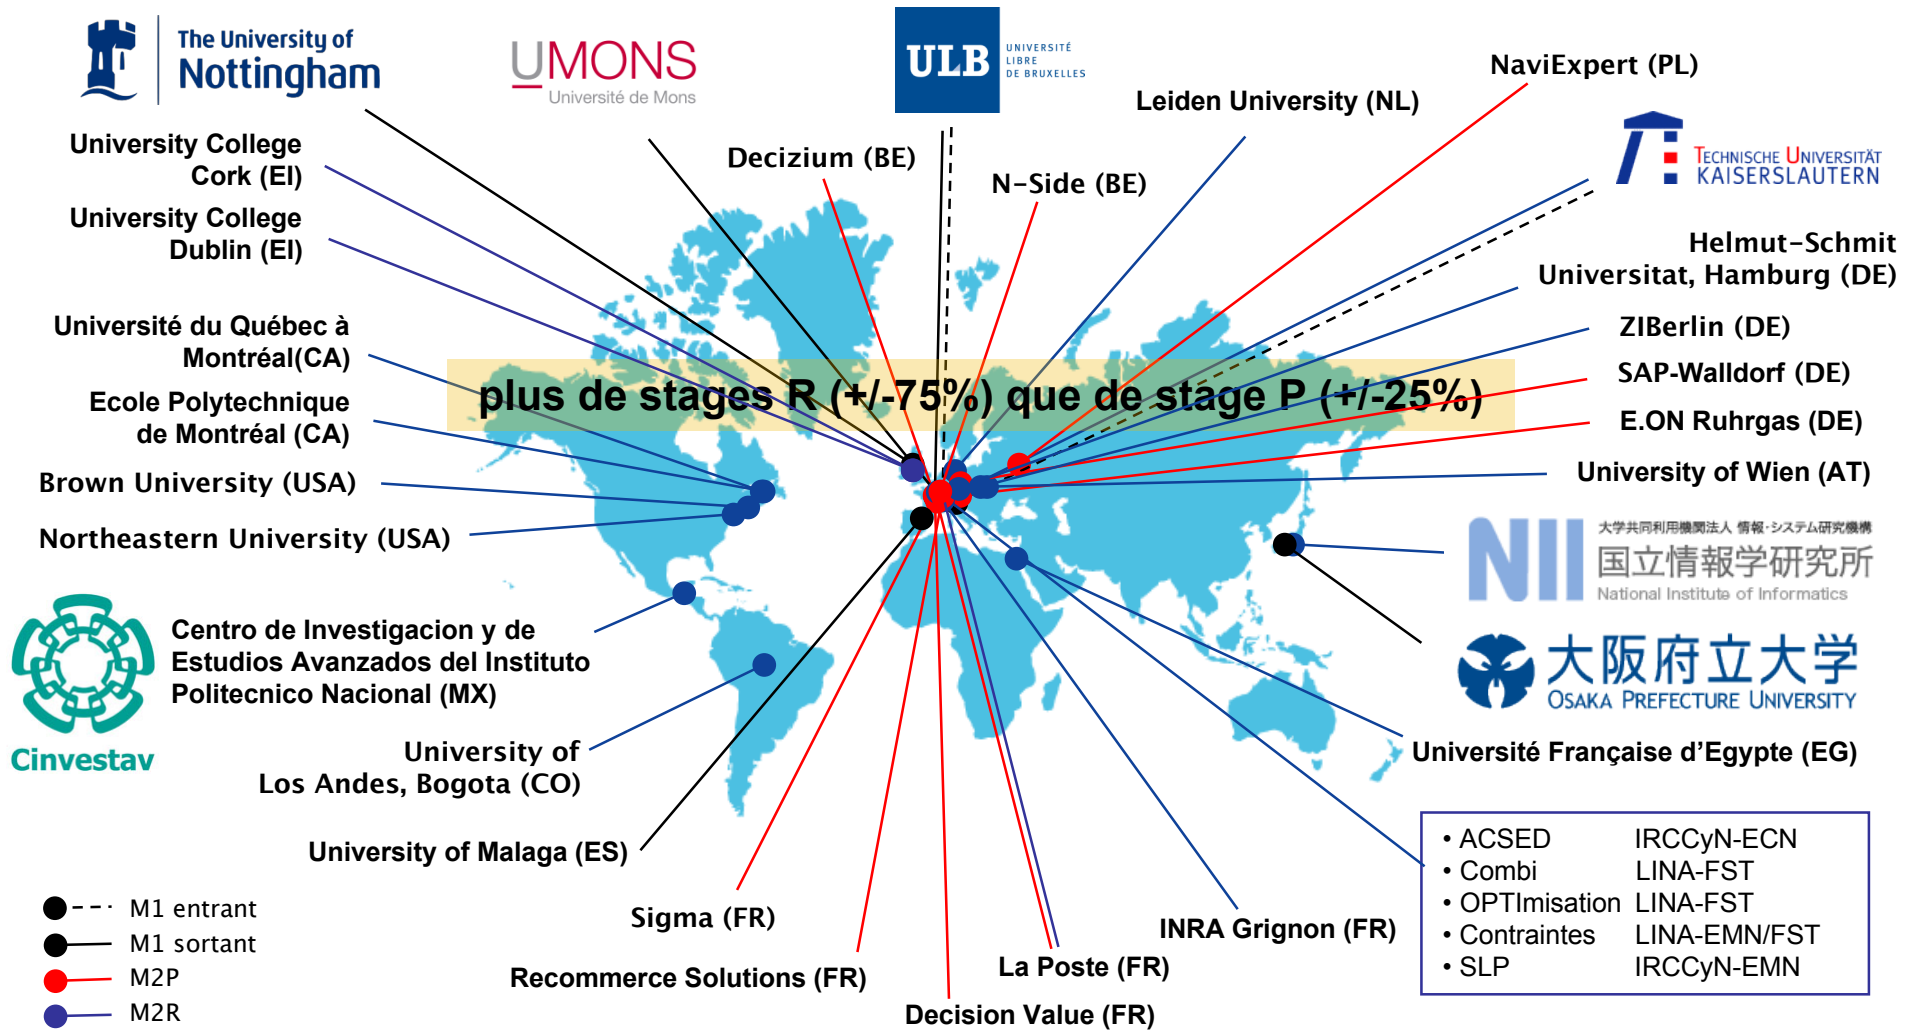 The University of
Nottingham
UMONS
Université de Mons
ULB
UNIVERSITÉ
LIBRE
DE BRUXELLES
NaviExpert (PL)
Leiden University (NL)
University College
Cork (EI)
Decizium (BE)
N-Side (BE)
TECHNISCHE UNIVERSITÄT
KAISERSLAUTERN
University College
Dublin (EI)
Helmut-Schmit
Universitat, Hamburg (DE)
Université du Québec à
Montréal(CA)
ZIBerlin (DE)
SAP-Walldorf (DE)
plus de stages R (+/-75%) que de stage P (+/-25%)
Ecole Polytechnique
de Montréal (CA)
E.ON Ruhrgas (DE)
Brown University (USA)
University of Wien (AT)
Northeastern University (USA)
NII
大学共同利用機関法人 情報・システム研究機構
国立情報学研究所
National Institute of Informatics
Centro de Investigacion y de
Estudios Avanzados del Instituto
Politecnico Nacional (MX)
Cinvestav
大阪府立大学
OSAKA PREFECTURE UNIVERSITY
University of
Los Andes, Bogota (CO)
Université Française d’Egypte (EG)
University of Malaga (ES)
• ACSED IRCCyN-ECN
• Combi LINA-FST
• OPTImisation LINA-FST
• Contraintes LINA-EMN/FST
• SLP IRCCyN-EMN
Sigma (FR)
INRA Grignon (FR)
Recommerce Solutions (FR)
La Poste (FR)
Decision Value (FR)
M1 entrant
M1 sortant
M2P
M2R